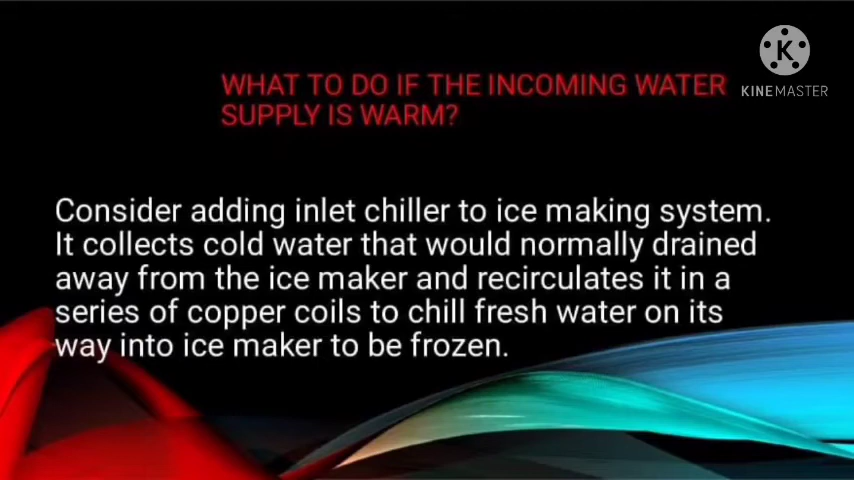 WHAT TO DO IF THE INCOMING WATER
SUPPLY IS WARM?
K
KINEMASTER
Consider adding inlet chiller to ice making system.
It collects cold water that would normally drained
away from the ice maker and recirculates it in a
series of copper coils to chill fresh water on its
way into ice maker to be frozen.